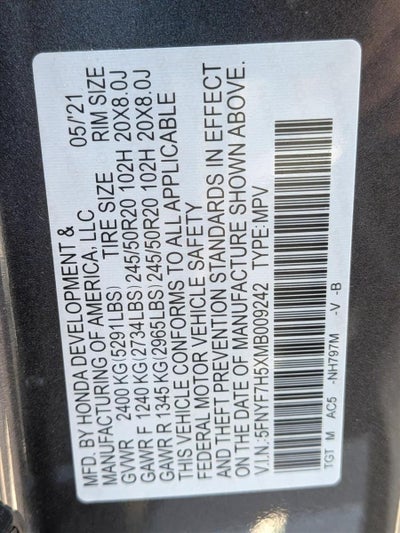 MFD. BY HONDA DEVELOPMENT &
MANUFACTURING OF AMERICA, LLC 05/'21
GVWR 2400 KG (5291LBS) TIRE SIZE RIM SIZE
GAWR F 1240 KG (2734LBS) 245/50R20 102H 20X8.0J
GAWR R 1345 KG (2965LBS) 245/50R20 102H 20X8.0J
THIS VEHICLE CONFORMS TO ALL APPLICABLE
FEDERAL MOTOR VEHICLE SAFETY
AND THEFT PREVENTION STANDARDS IN EFFECT
ON THE DATE OF MANUFACTURE SHOWN ABOVE.
V.I.N:5FNYF7H5XMB009242 TYPE:MPV
TGT M AC5 -NH797M -V -B